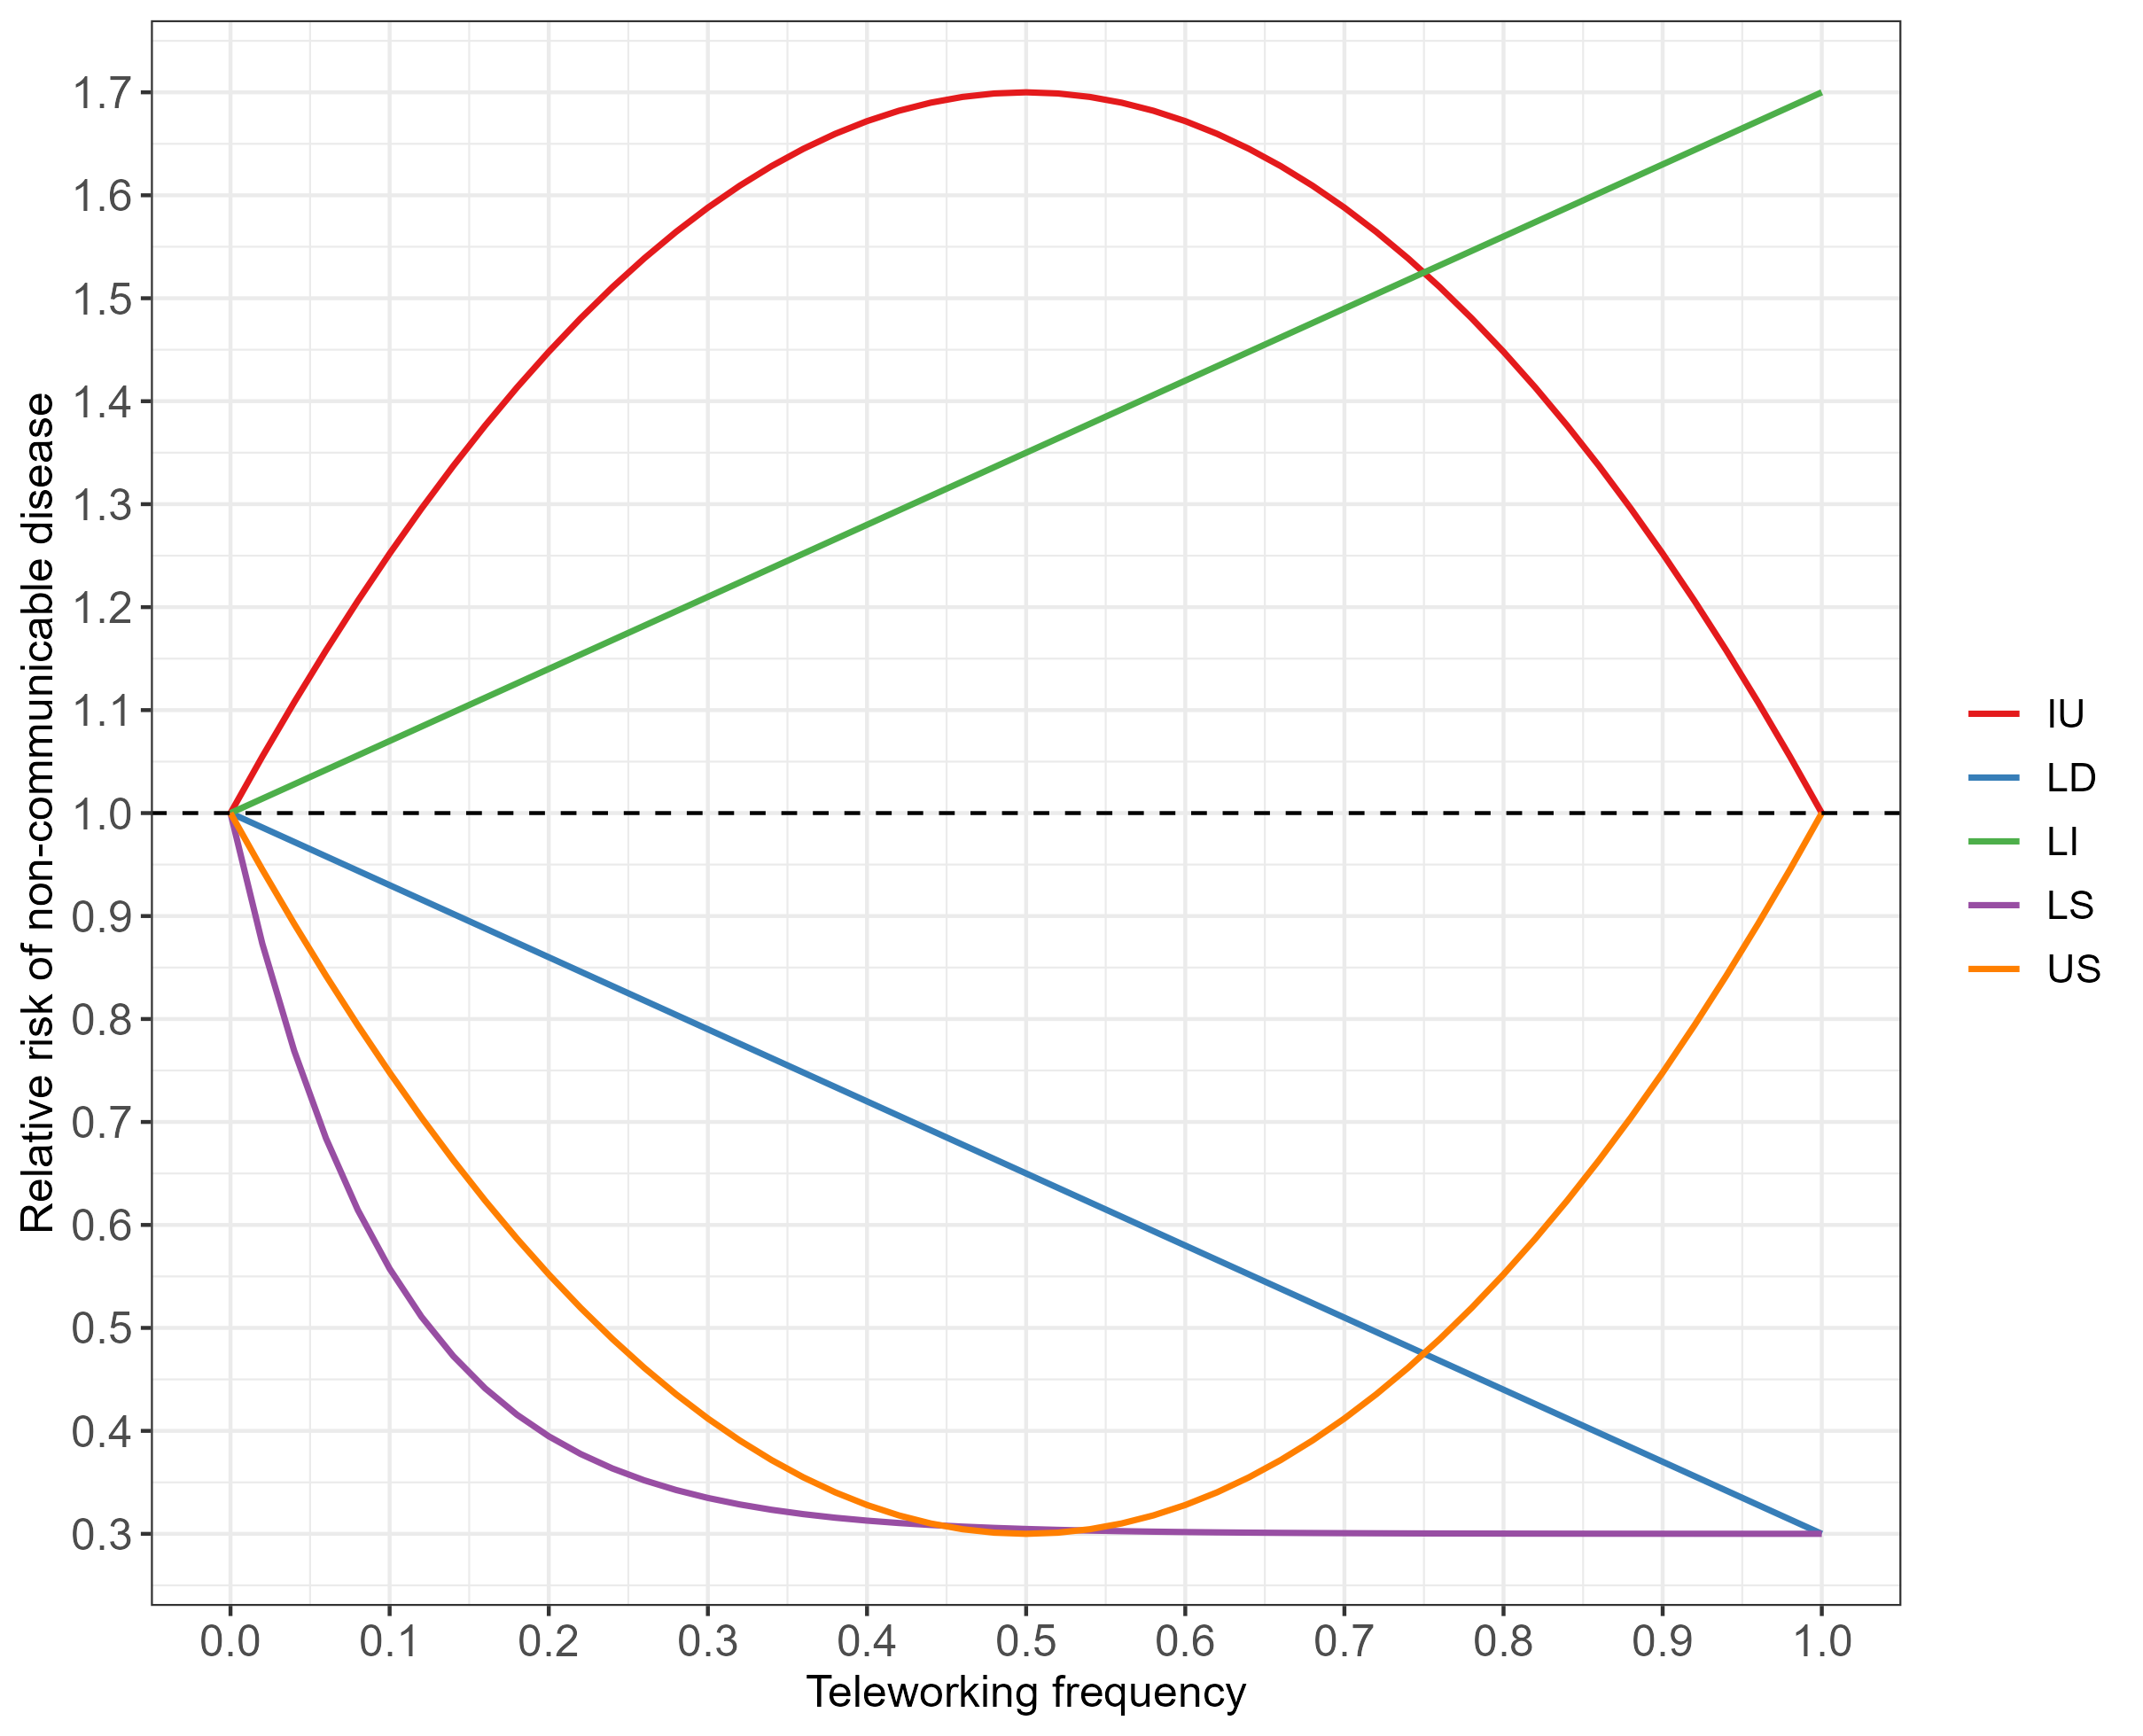 Relative risk of non-communicable disease
1.7
1.6
1.5
1.4
1.3
1.2
1.1
1.0
0.9
0.8
0.7
0.6
0.5
0.4
0.3
0.0 0.1 0.2 0.3 0.4 0.5 0.6 0.7 0.8 0.9 1.0
Teleworking frequency
IU
LD
LI
LS
US